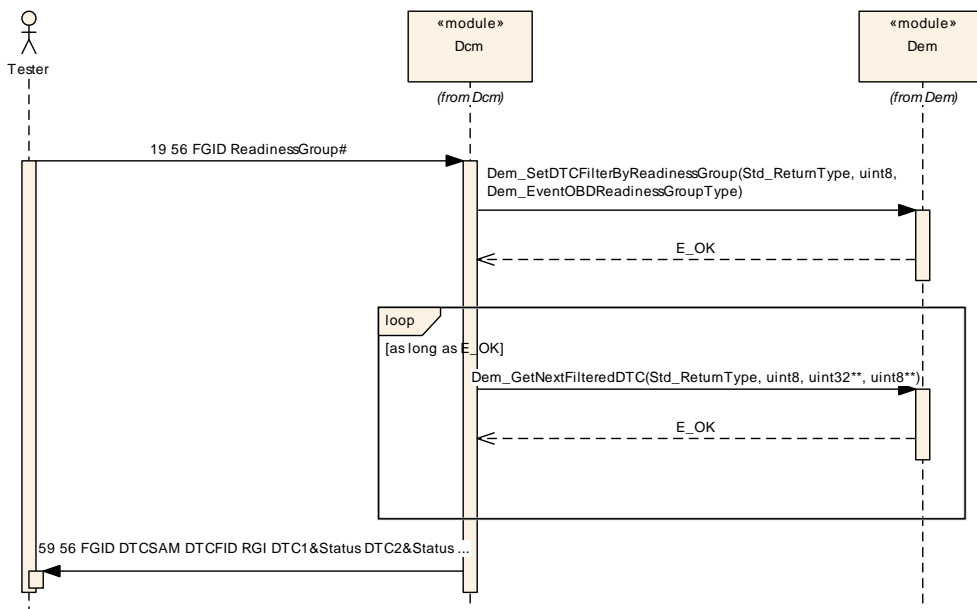 «module»
Dcm
«module»
Dem
Tester
(from Dcm)
(from Dem)
19 56 FGID ReadinessGroup#
Dem_SetDTCFilterByReadinessGroup(Std_ReturnType, uint8,
Dem_EventOBDReadinessGroupType)
E_OK
loop
[as long as E_OK]
Dem_GetNextFilteredDTC(Std_ReturnType, uint8, uint32**, uint8**)
E_OK
59 56 FGID DTCSAM DTCFID RGI DTC1&Status DTC2&Status ...